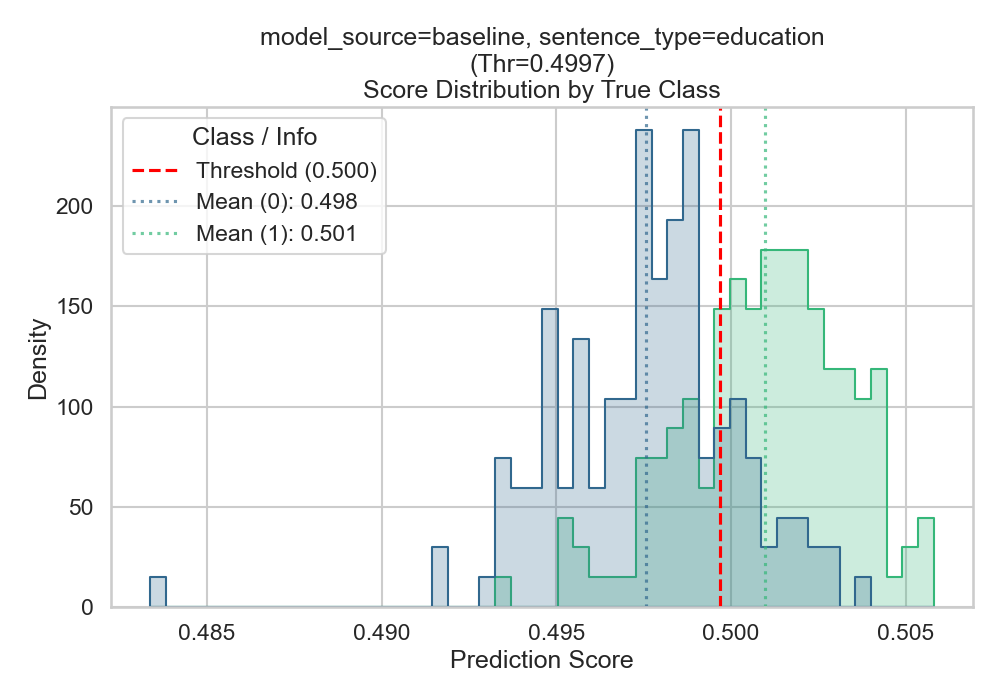 model_source=baseline, sentence_type=education
(Thr=0.4997)
Score Distribution by True Class
Class / Info
Threshold (0.500)
Mean (0): 0.498
Mean (1): 0.501
Density
200
150
100
50
0
0.485
0.490
0.495
0.500
0.505
Prediction Score